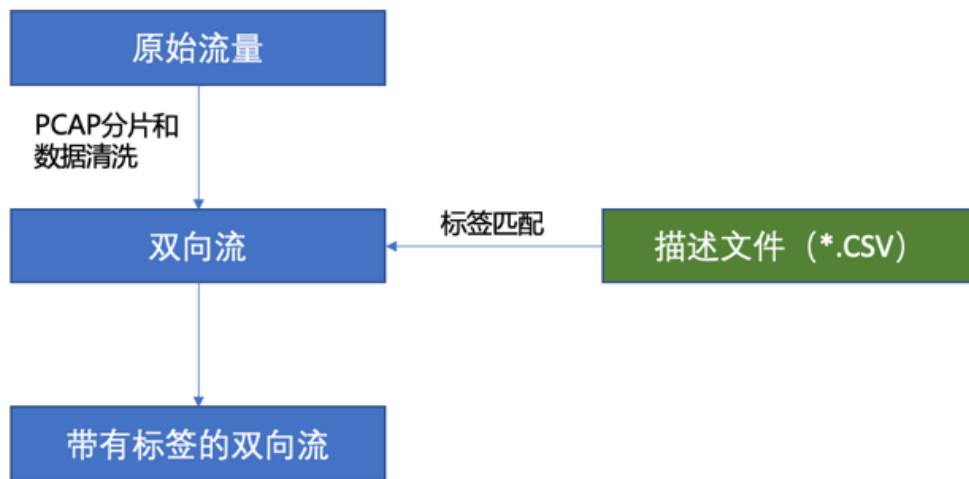 原始流量
PCAP分片和
数据清洗
双向流
标签匹配
描述文件（*.CSV）
带有标签的双向流